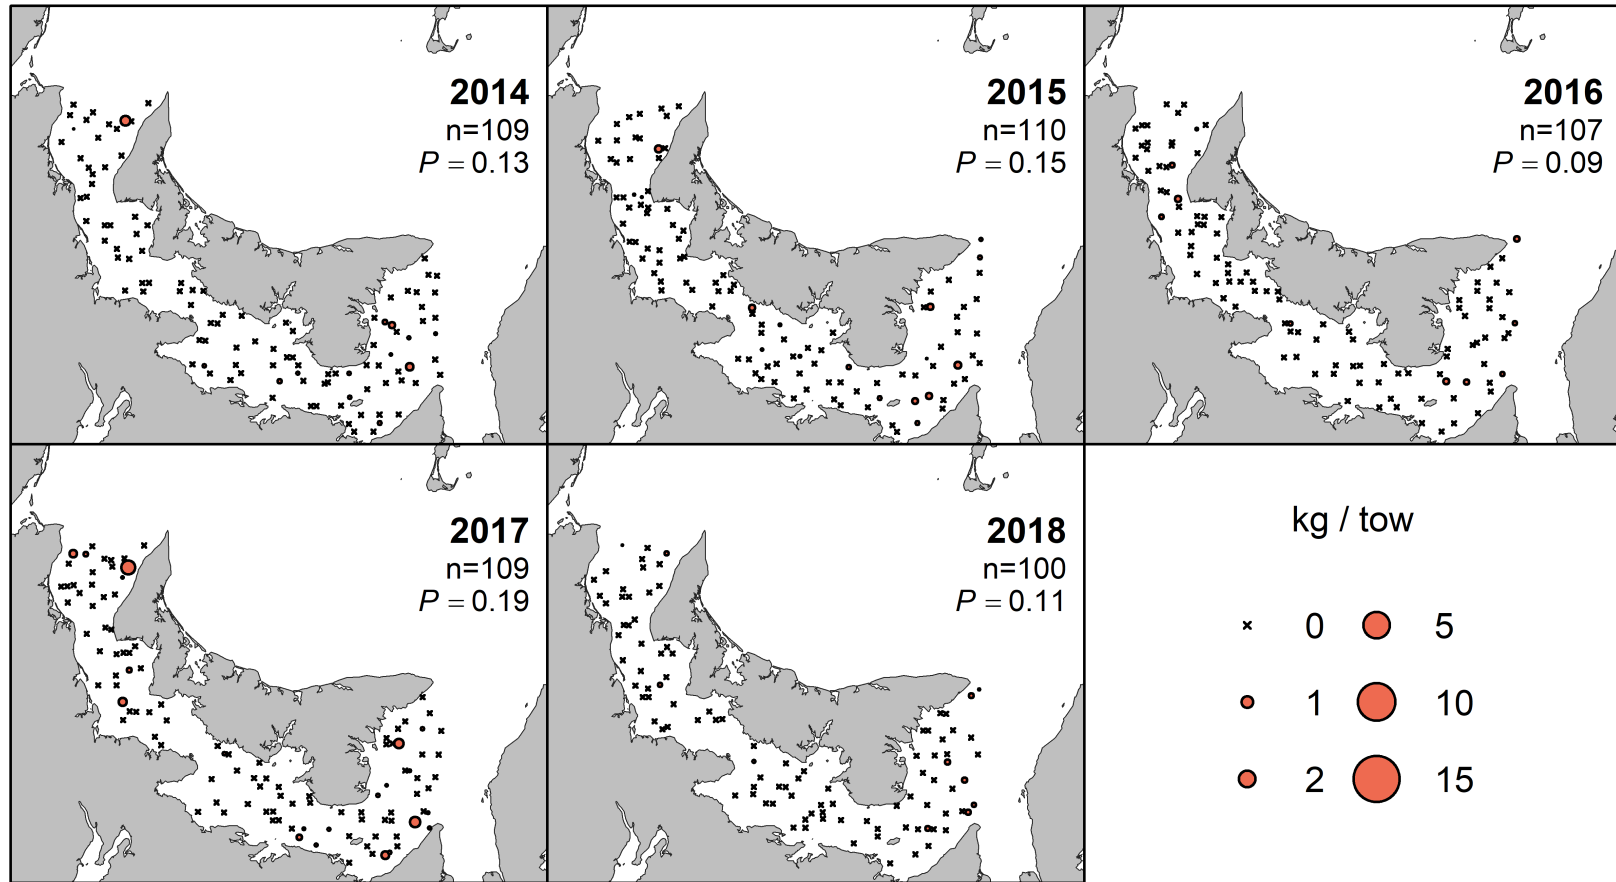 2014
n=109
P = 0.13
2015
n=110
P = 0.15
2016
n=107
P = 0.09
2017
n=109
P = 0.19
2018
n=100
P = 0.11
kg / tow
0 5
1 10
2 15